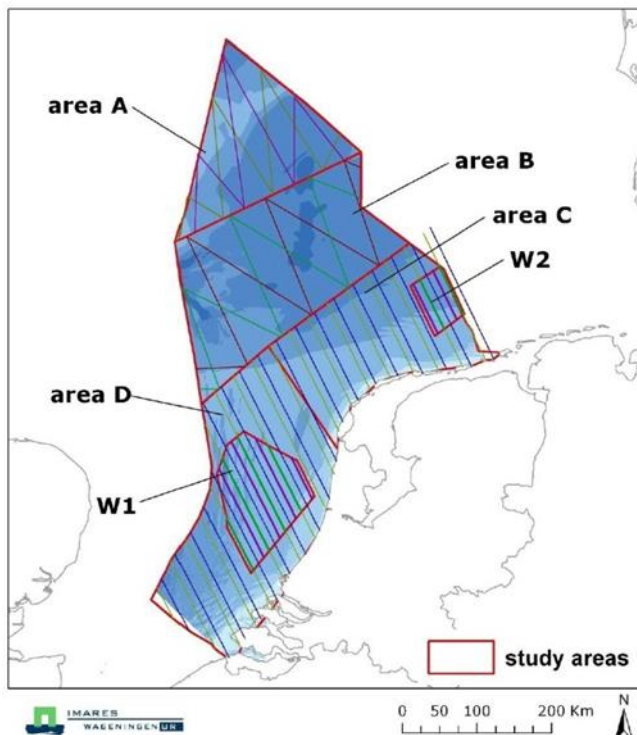 area A
area B
area C
W2
area D
W1
study areas
IMARES
WAGENINGEN UR
0 50 100 200 Km
N